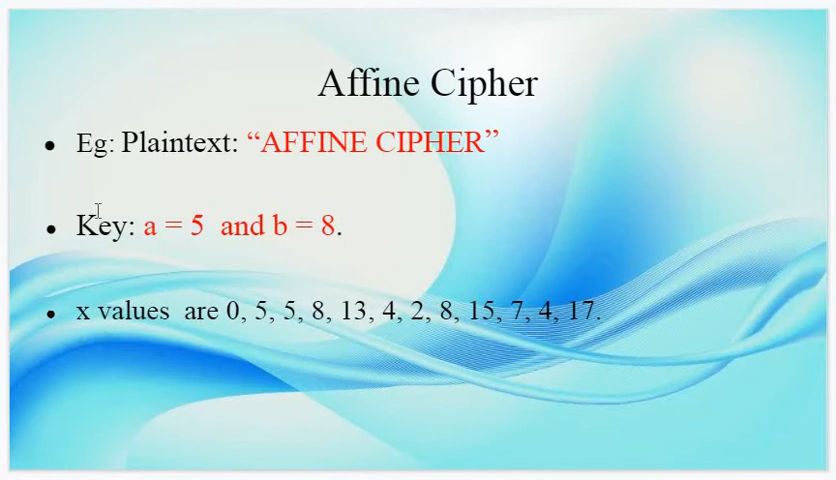 Affine Cipher
• Eg: Plaintext: “AFFINE CIPHER”
• Key: a = 5 and b = 8.
• x values are 0, 5, 5, 8, 13, 4, 2, 8, 15, 7, 4, 17.